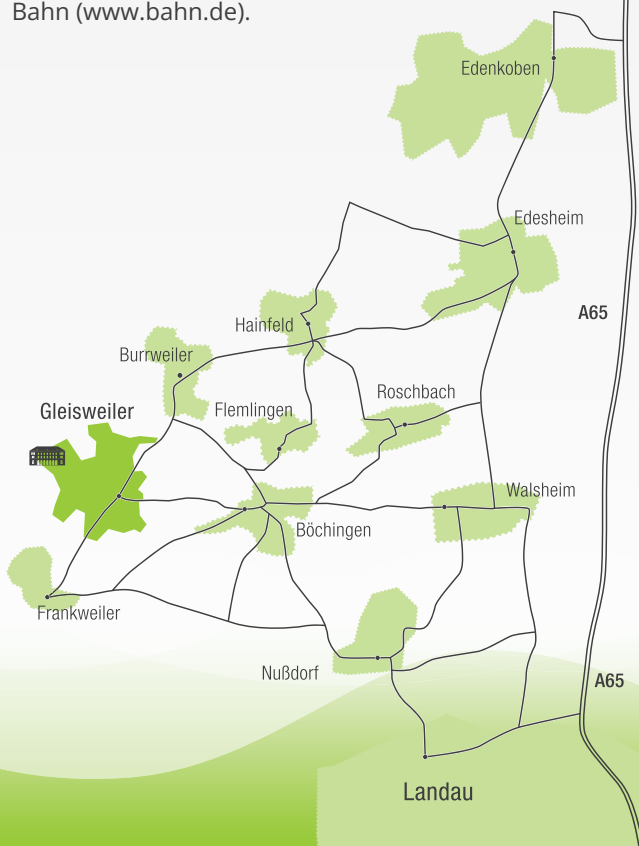 Bahn (www.bahn.de).
Edenkoben
Edesheim
A65
Hainfeld
Burrweiler
Roschbach
Gleisweiler
Flemlingen
Walsheim
Böchingen
Frankweiler
Nußdorf
A65
Landau